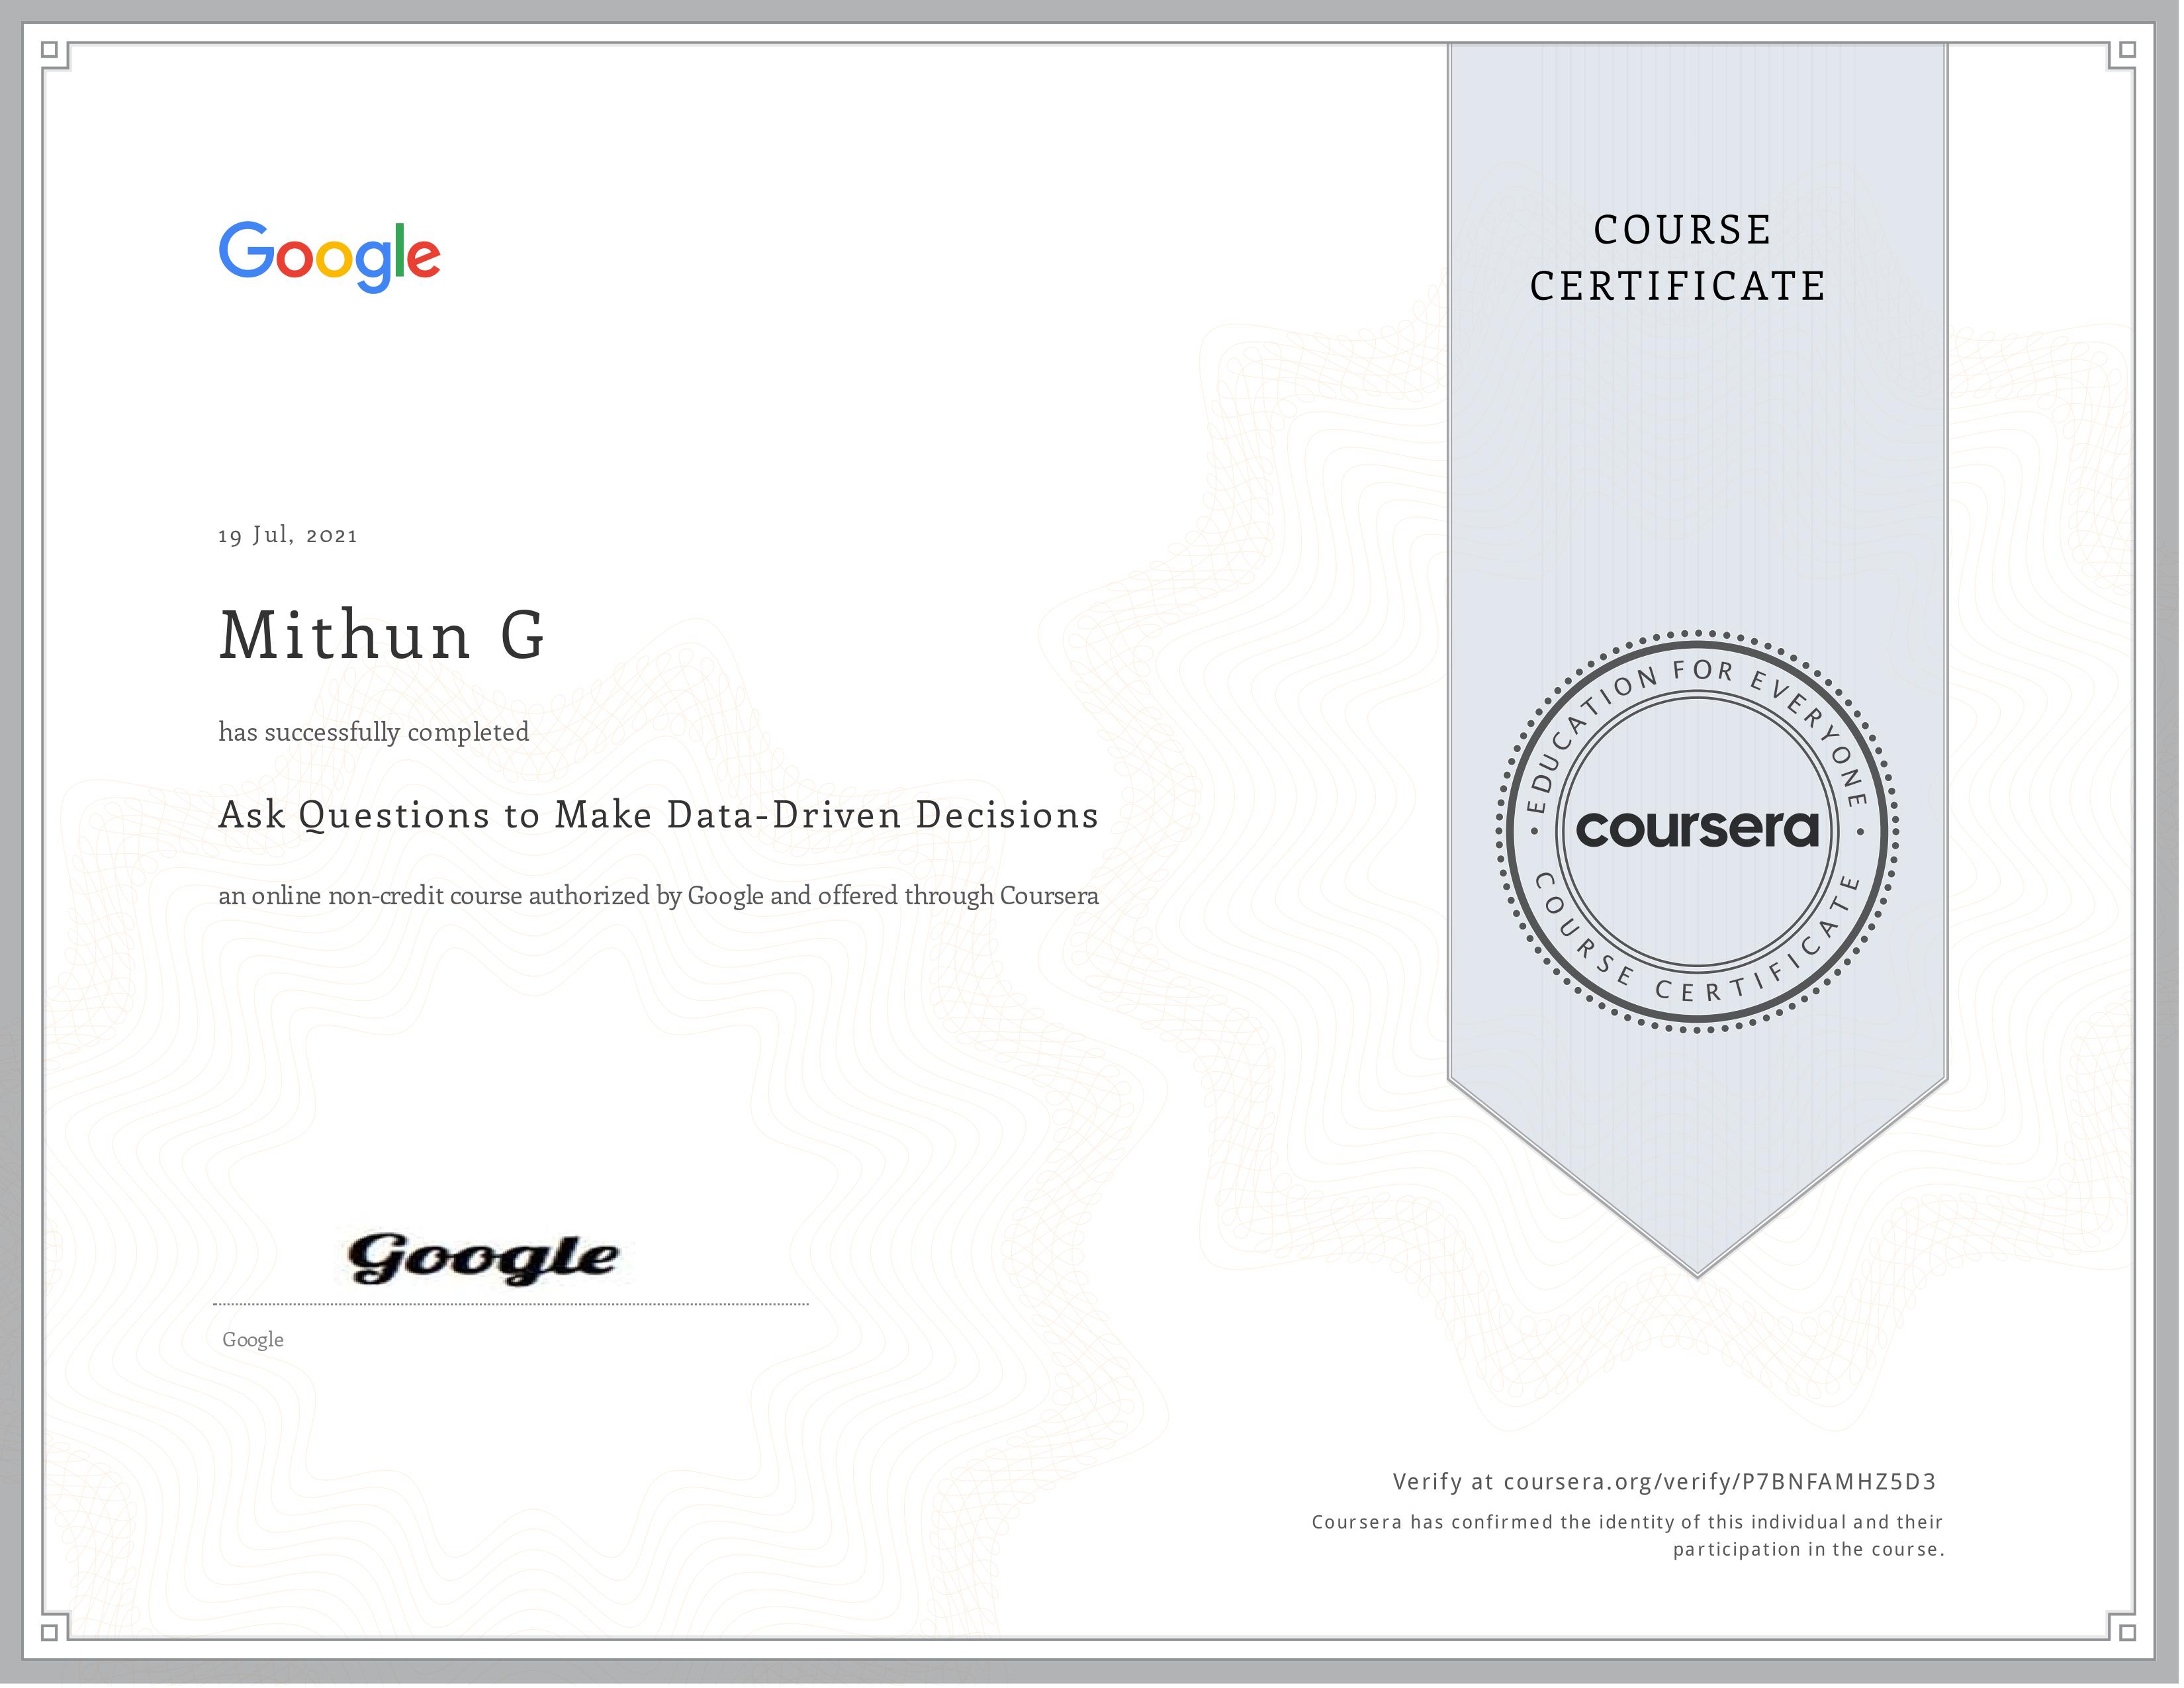 Google
COURSE
CERTIFICATE
19 Jul, 2021
Mithun G
has successfully completed
Ask Questions to Make Data-Driven Decisions
an online non-credit course authorized by Google and offered through Coursera
EDUCATION FOR EVERYONE
coursera
COURSE CERTIFICATE
Google
Google
Verify at coursera.org/verify/P7BNFAMHZ5D3
Coursera has confirmed the identity of this individual and their
participation in the course.